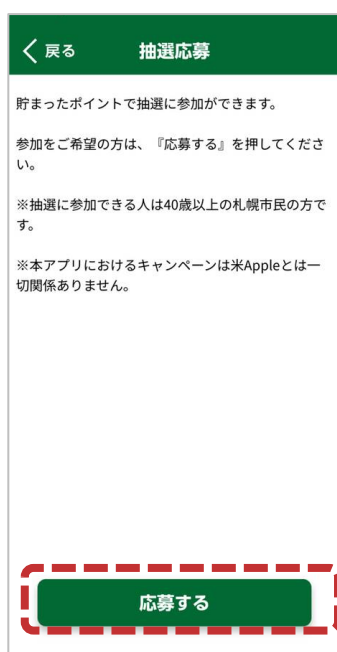 戻る 抽選応募
貯まったポイントで抽選に参加ができます。
参加をご希望の方は、『応募する』を押してくださ
い。
※抽選に参加できる人は40歳以上の札幌市民の方で
す。
※本アプリにおけるキャンペーンは米Appleとは一
切関係ありません。
応募する